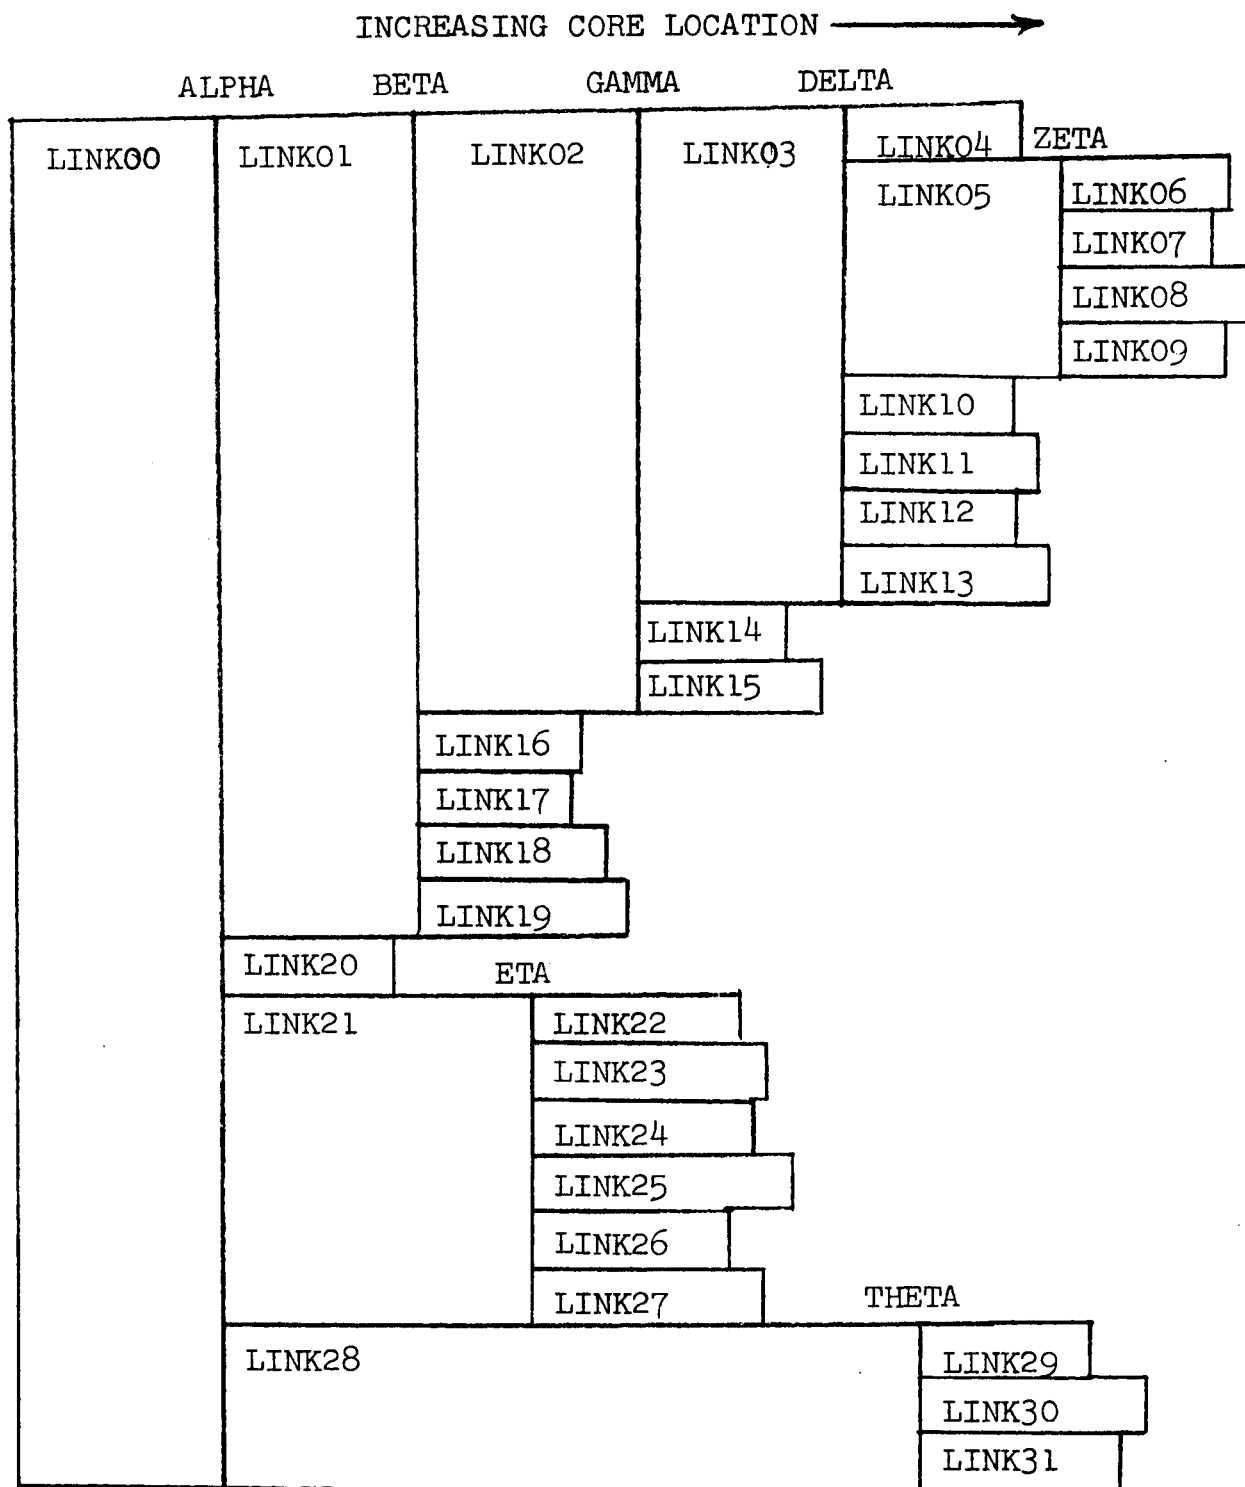 INCREASING CORE LOCATION
ALPHA BETA GAMMA DELTA
LINK00 LINK01 LINK02 LINK03 LINK04 ZETA
LINK05 LINK06
LINK07
LINK08
LINK09
LINK10
LINK11
LINK12
LINK13
LINK14
LINK15
LINK16
LINK17
LINK18
LINK19
LINK20 ETA
LINK21 LINK22
LINK23
LINK24
LINK25
LINK26
LINK27 THETA
LINK28 LINK29
LINK30
LINK31